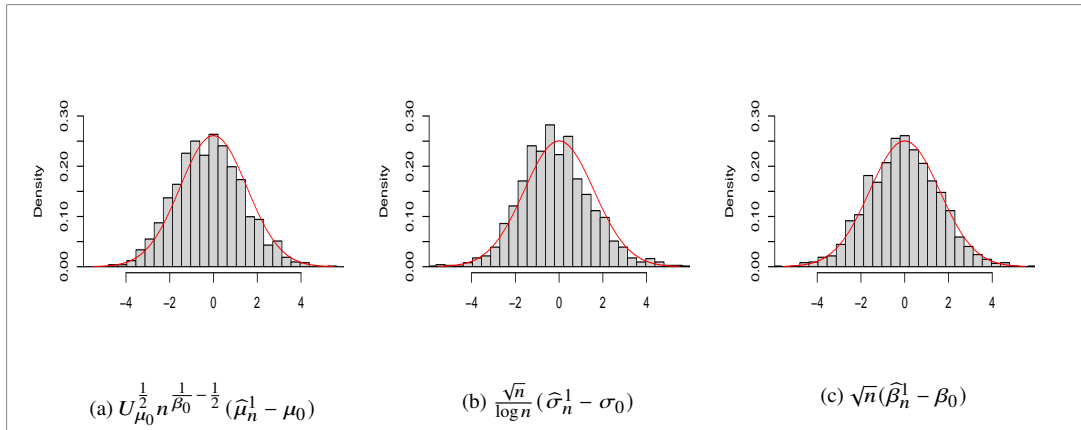 Density
0.00 0.10 0.20 0.30
−4 −2 0 2 4
(a) $U_{\mu_0}^{\frac{1}{2}} n^{\frac{1}{\beta_0}-\frac{1}{2}}(\widehat{\mu}_n^1 - \mu_0)$
Density
0.00 0.10 0.20 0.30
−4 −2 0 2 4
(b) $\frac{\sqrt{n}}{\log n}(\widehat{\sigma}_n^1 - \sigma_0)$
Density
0.00 0.10 0.20 0.30
−4 −2 0 2 4
(c) $\sqrt{n}(\widehat{\beta}_n^1 - \beta_0)$